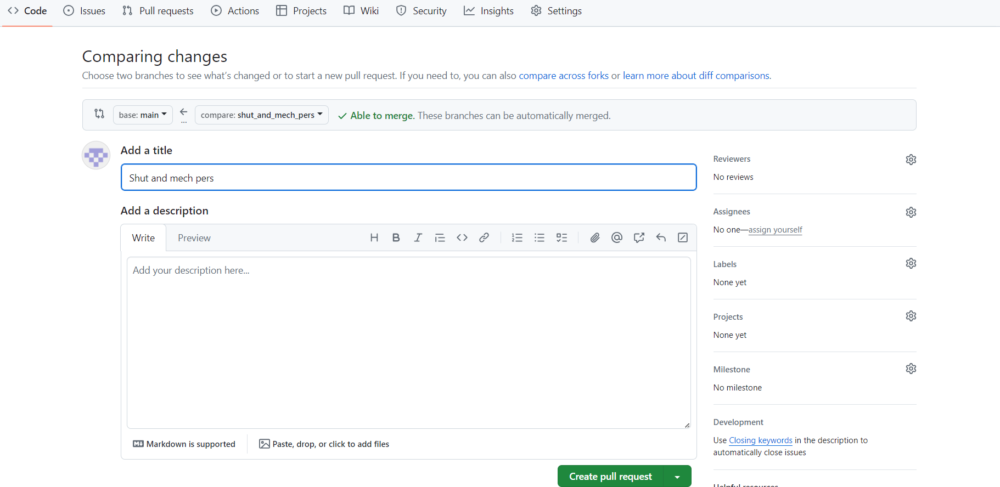 Code Issues Pull requests Actions Projects Wiki Security Insights Settings
Comparing changes
Choose two branches to see what's changed or to start a new pull request. If you need to, you can also compare across forks or learn more about diff comparisons.
base: main compare: shut_and_mech_pers Able to merge. These branches can be automatically merged.
Add a title
Shut and mech pers
Add a description
Write Preview
Add your description here...
Markdown is supported Paste, drop, or click to add files
Create pull request
Reviewers
No reviews
Assignees
No one—assign yourself
Labels
None yet
Projects
None yet
Milestone
No milestone
Development
Use Closing keywords in the description to
automatically close issues
Helpful resources